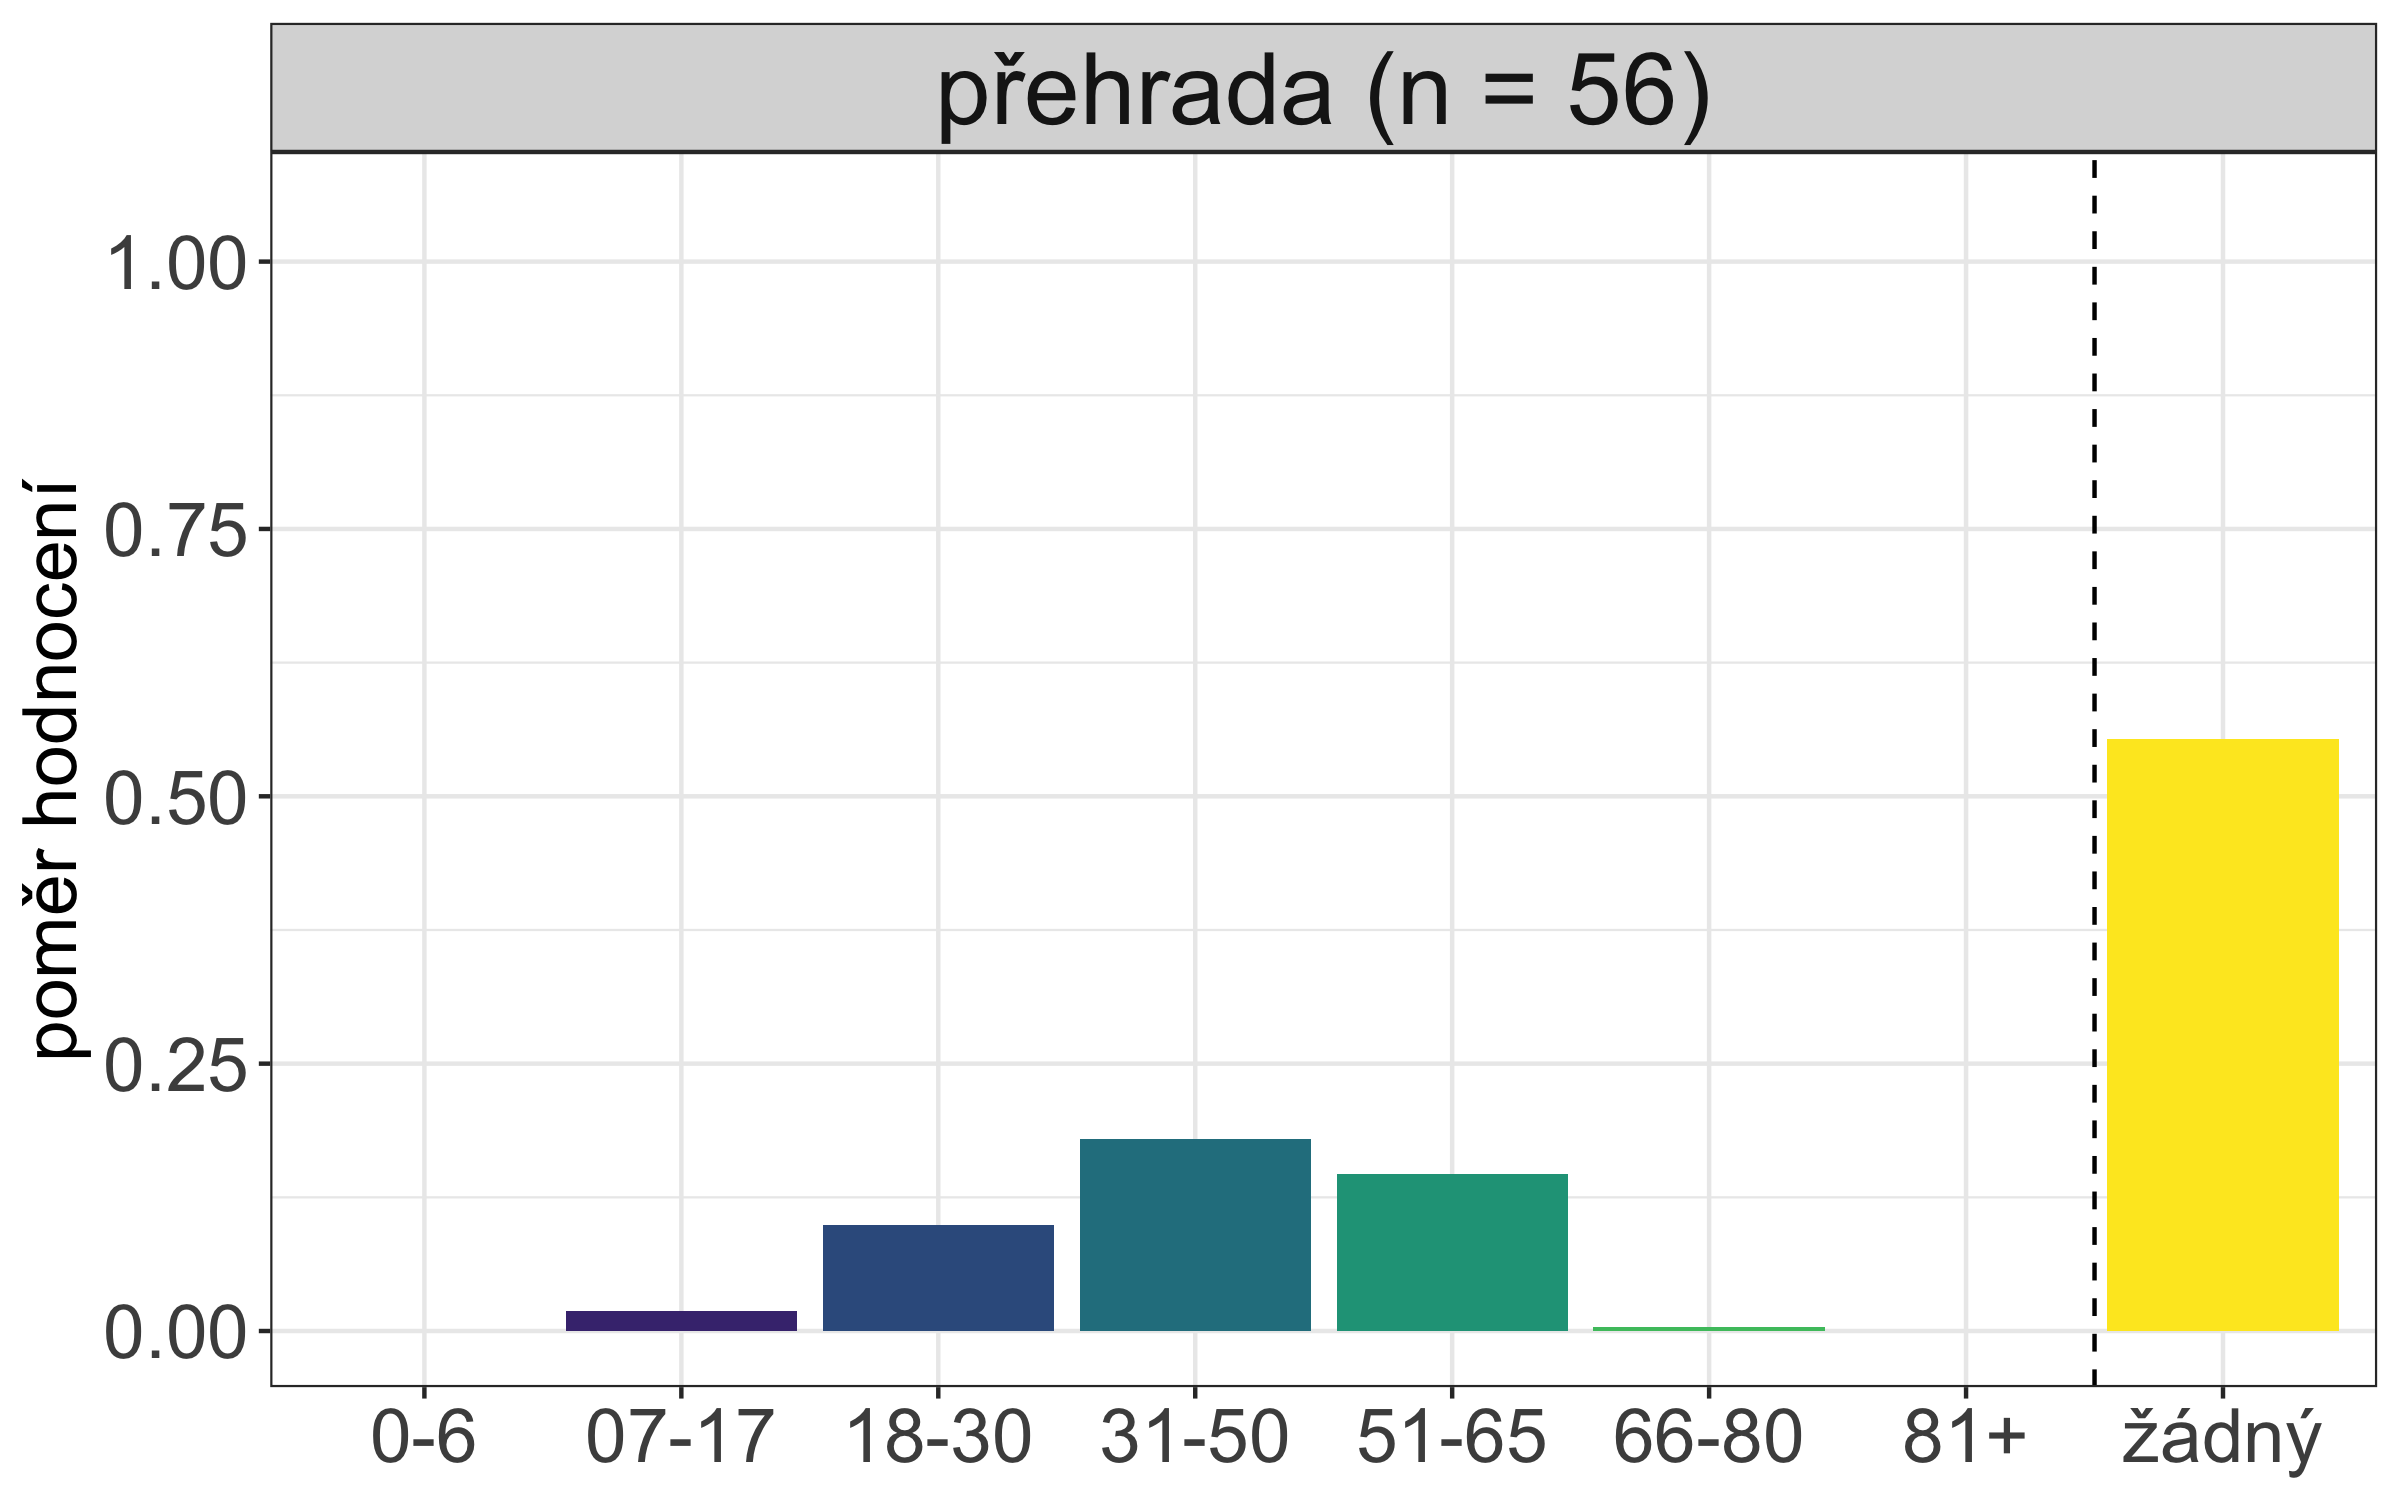 přehrada (n = 56)
poměr hodnocení
1.00
0.75
0.50
0.25
0.00
0-6 07-17 18-30 31-50 51-65 66-80 81+ žádný